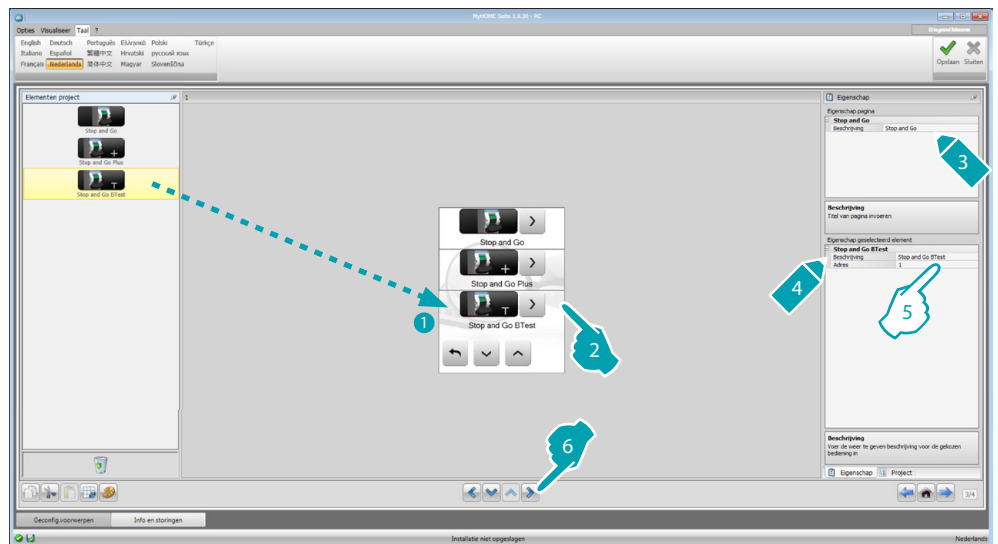 MyHOME Suite 1.0.30 - RC
Opties Visualiseer Taal ?
English Deutsch Português Ελληνικά Polski Türkçe
Italiano Español 繁體中文 Hrvatski русский язык
Français Nederlands 简体中文 Magyar Slovenščina
Opslaan Sluiten
Elementen project
1
Eigenschap
Stop and Go
Stop and Go Plus
Stop and Go BTest
Eigenschap pagina
Stop and Go
Beschrijving Stop and Go
3
Beschrijving
Titel van pagina invoeren
Eigenschap geselecteerd element
Stop and Go BTest
Beschrijving Stop and Go BTest
Adres 1
4
5
Stop and Go
Stop and Go Plus
Stop and Go BTest
1
2
6
Beschrijving
Voer de weer te geven beschrijving voor de gekozen
bediening in
Eigenschap Project
3/4
Geconfig.voorwerpen Info en storingen
Installatie niet opgeslagen
Nederlands